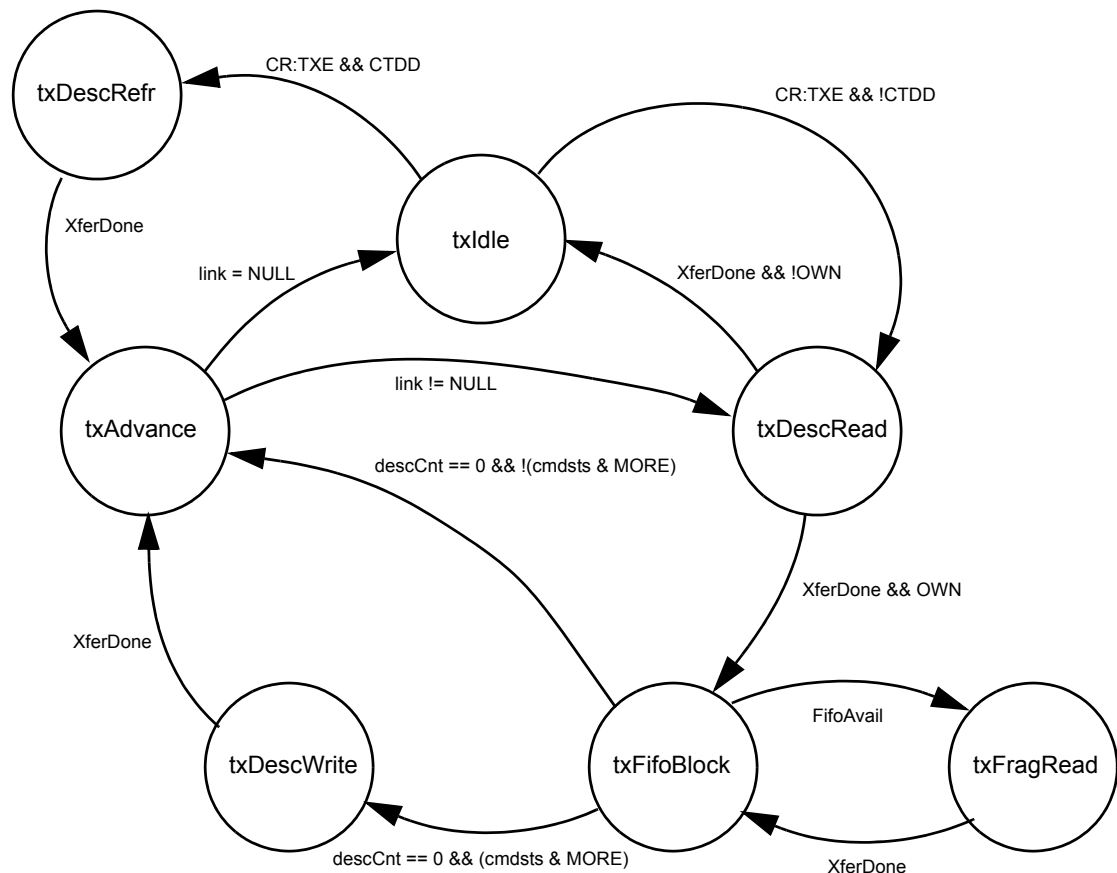 CR:TXE && CTDD
txDescRefr
CR:TXE && !CTDD
XferDone
txIdle
link = NULL
XferDone && !OWN
link != NULL
txAdvance
txDescRead
descCnt == 0 && !(cmdsts & MORE)
XferDone && OWN
XferDone
FifoAvail
txDescWrite
txFifoBlock
txFragRead
descCnt == 0 && (cmdsts & MORE)
XferDone